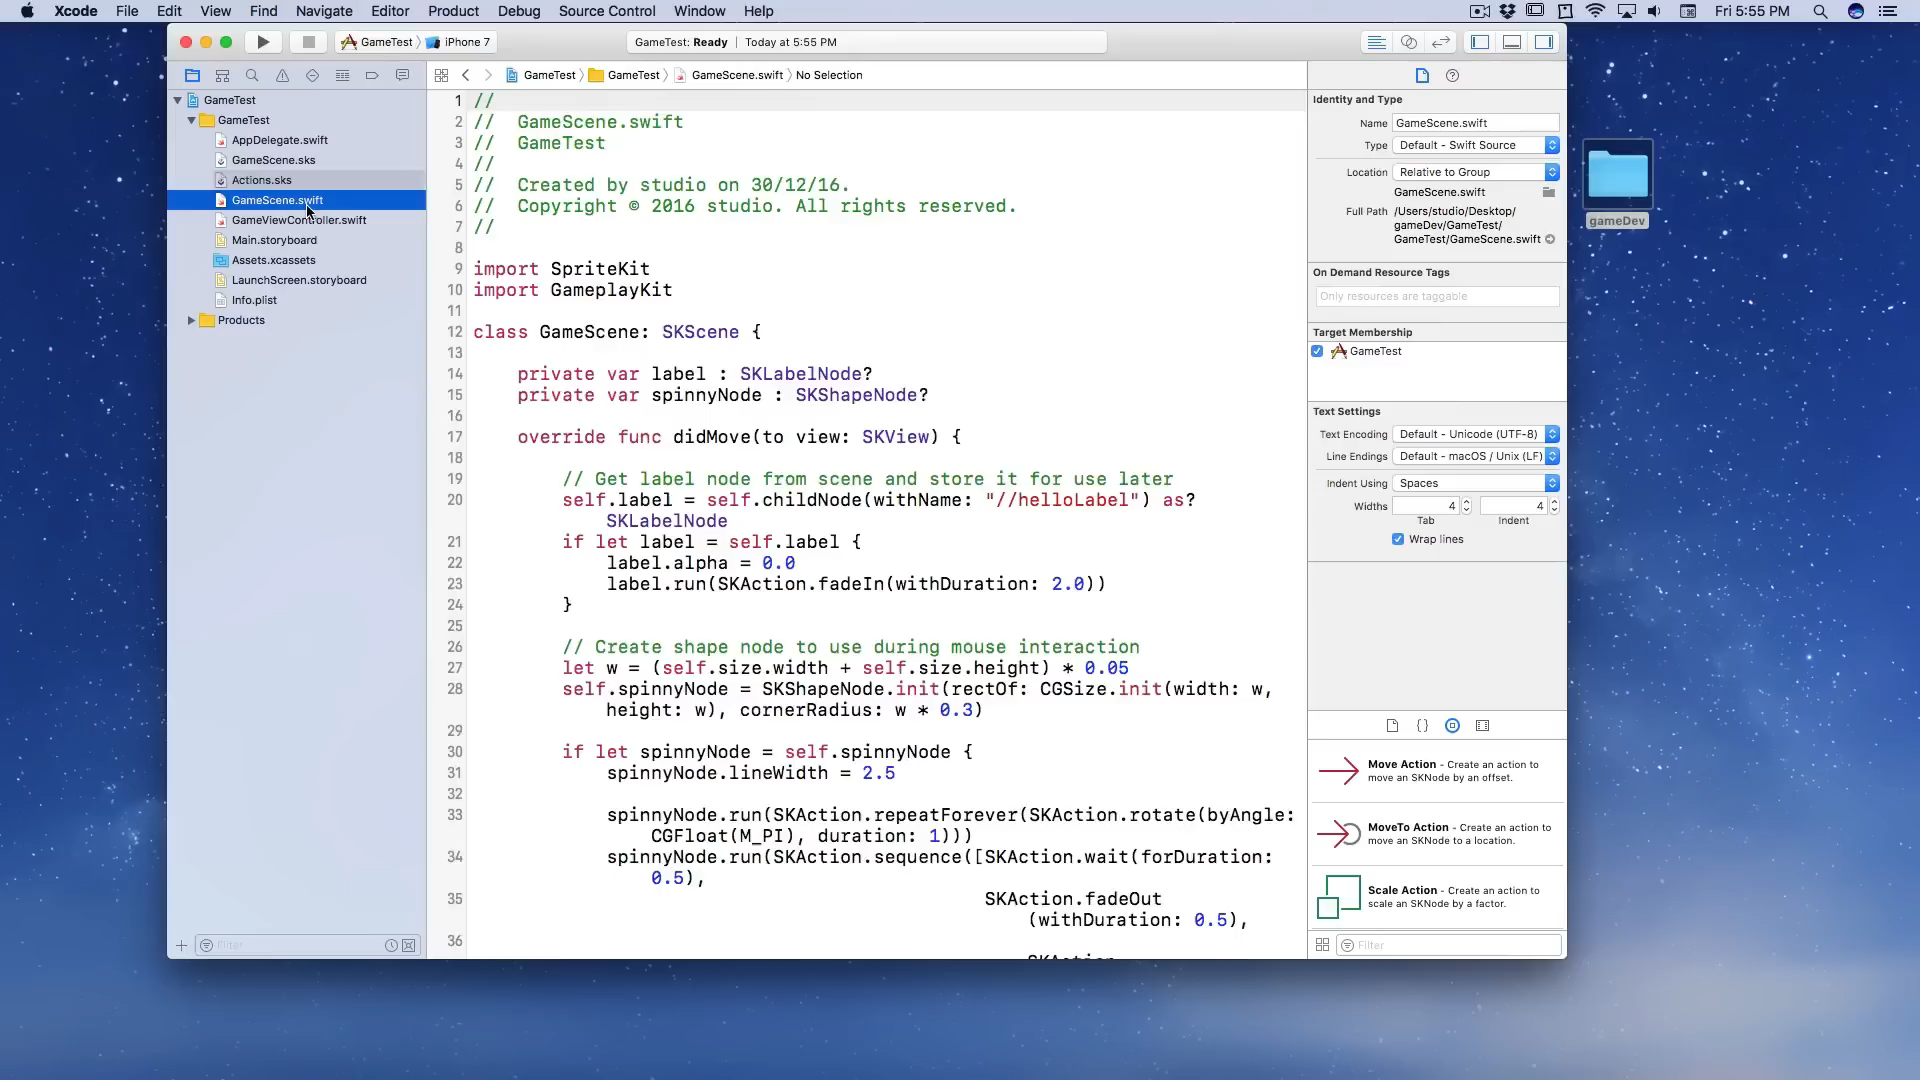 Xcode File Edit View Find Navigate Editor Product Debug Source Control Window Help
Fri 5:55 PM
GameTest iPhone 7
GameTest: Ready | Today at 5:55 PM
GameTest GameTest GameScene.swift No Selection
GameTest
GameTest
AppDelegate.swift
GameScene.sks
Actions.sks
GameScene.swift
GameViewController.swift
Main.storyboard
Assets.xcassets
LaunchScreen.storyboard
Info.plist
Products
Filter
1 //
2 // GameScene.swift
3 // GameTest
4 //
5 // Created by studio on 30/12/16.
6 // Copyright © 2016 studio. All rights reserved.
7 //
8
9 import SpriteKit
10 import GameplayKit
11
12 class GameScene: SKScene {
13
14 private var label : SKLabelNode?
15 private var spinnyNode : SKShapeNode?
16
17 override func didMove(to view: SKView) {
18
19 // Get label node from scene and store it for use later
20 self.label = self.childNode(withName: "//helloLabel") as?
SKLabelNode
21 if let label = self.label {
22 label.alpha = 0.0
23 label.run(SKAction.fadeIn(withDuration: 2.0))
24 }
25
26 // Create shape node to use during mouse interaction
27 let w = (self.size.width + self.size.height) * 0.05
28 self.spinnyNode = SKShapeNode.init(rectOf: CGSize.init(width: w,
height: w), cornerRadius: w * 0.3)
29
30 if let spinnyNode = self.spinnyNode {
31 spinnyNode.lineWidth = 2.5
32
33 spinnyNode.run(SKAction.repeatForever(SKAction.rotate(byAngle:
CGFloat(M_PI), duration: 1)))
34 spinnyNode.run(SKAction.sequence([SKAction.wait(forDuration:
0.5),
35 SKAction.fadeOut
(withDuration: 0.5),
36
Identity and Type
Name GameScene.swift
Type Default - Swift Source
Location Relative to Group
GameScene.swift
Full Path /Users/studio/Desktop/
gameDev/GameTest/
GameTest/GameScene.swift
On Demand Resource Tags
Only resources are taggable
Target Membership
GameTest
Text Settings
Text Encoding Default - Unicode (UTF-8)
Line Endings Default - macOS / Unix (LF)
Indent Using Spaces
Widths 4 4
Tab Indent
Wrap lines
{}
Move Action - Create an action to
move an SKNode by an offset.
MoveTo Action - Create an action to
move an SKNode to a location.
Scale Action - Create an action to
scale an SKNode by a factor.
Filter
gameDev